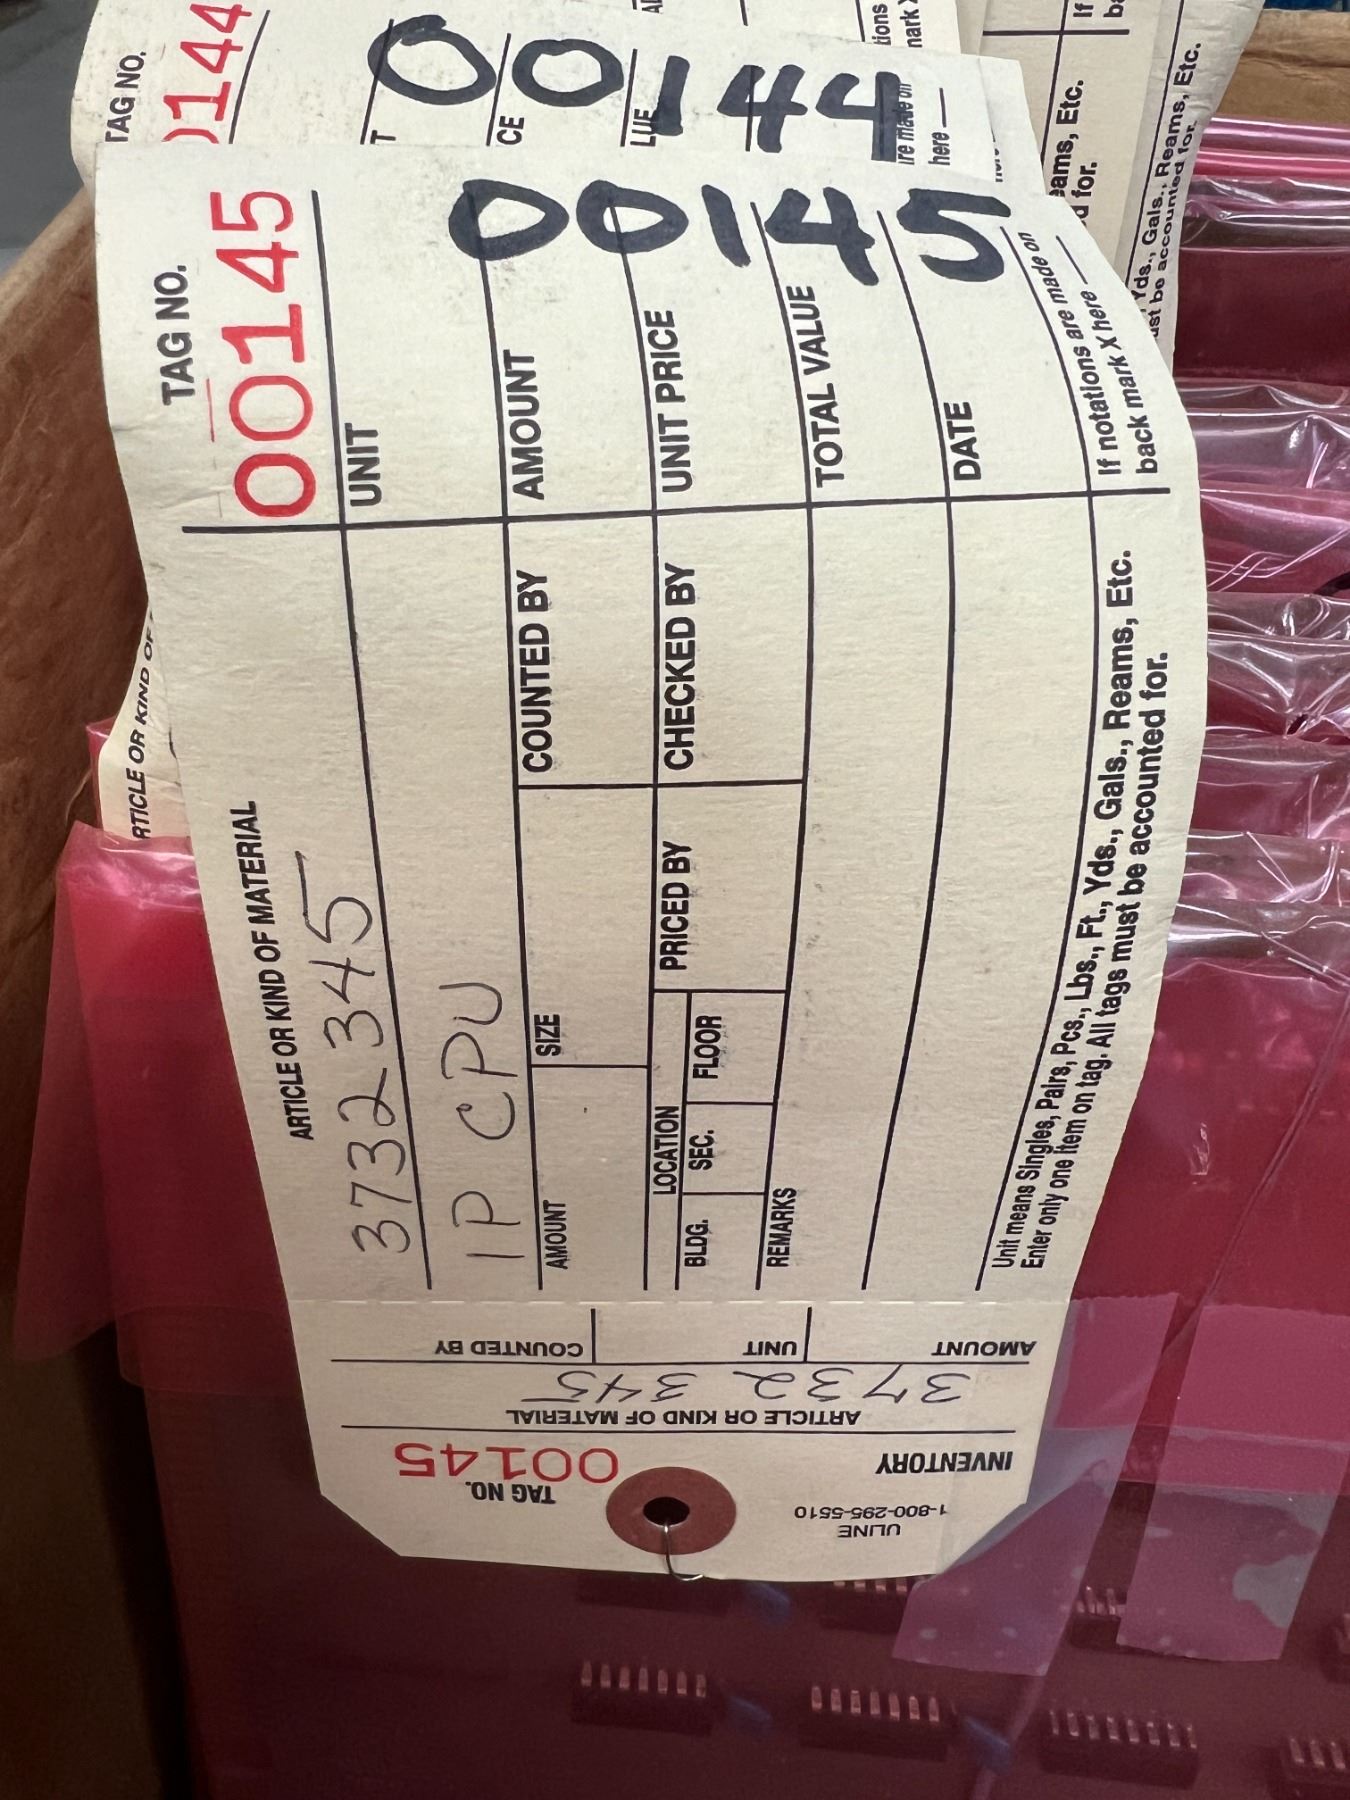 TAG NO.
00144
TAG NO.
00145
00145
ARTICLE OR KIND OF MATERIAL
3732345
UNIT
IP CPU
AMOUNT
SIZE
COUNTED BY
AMOUNT
LOCATION
BLDG.
SEC.
FLOOR
PRICED BY
CHECKED BY
UNIT PRICE
REMARKS
TOTAL VALUE
DATE
Unit means Singles, Pairs, Pcs., Lbs., Ft., Yds., Gals., Reams, Etc.
Enter only one item on tag. All tags must be accounted for.
If notations are made on
back mark X here
COUNTED BY
UNIT
AMOUNT
3732 345
ARTICLE OR KIND OF MATERIAL
INVENTORY
TAG NO.
00145
ULINE
1-800-295-5510